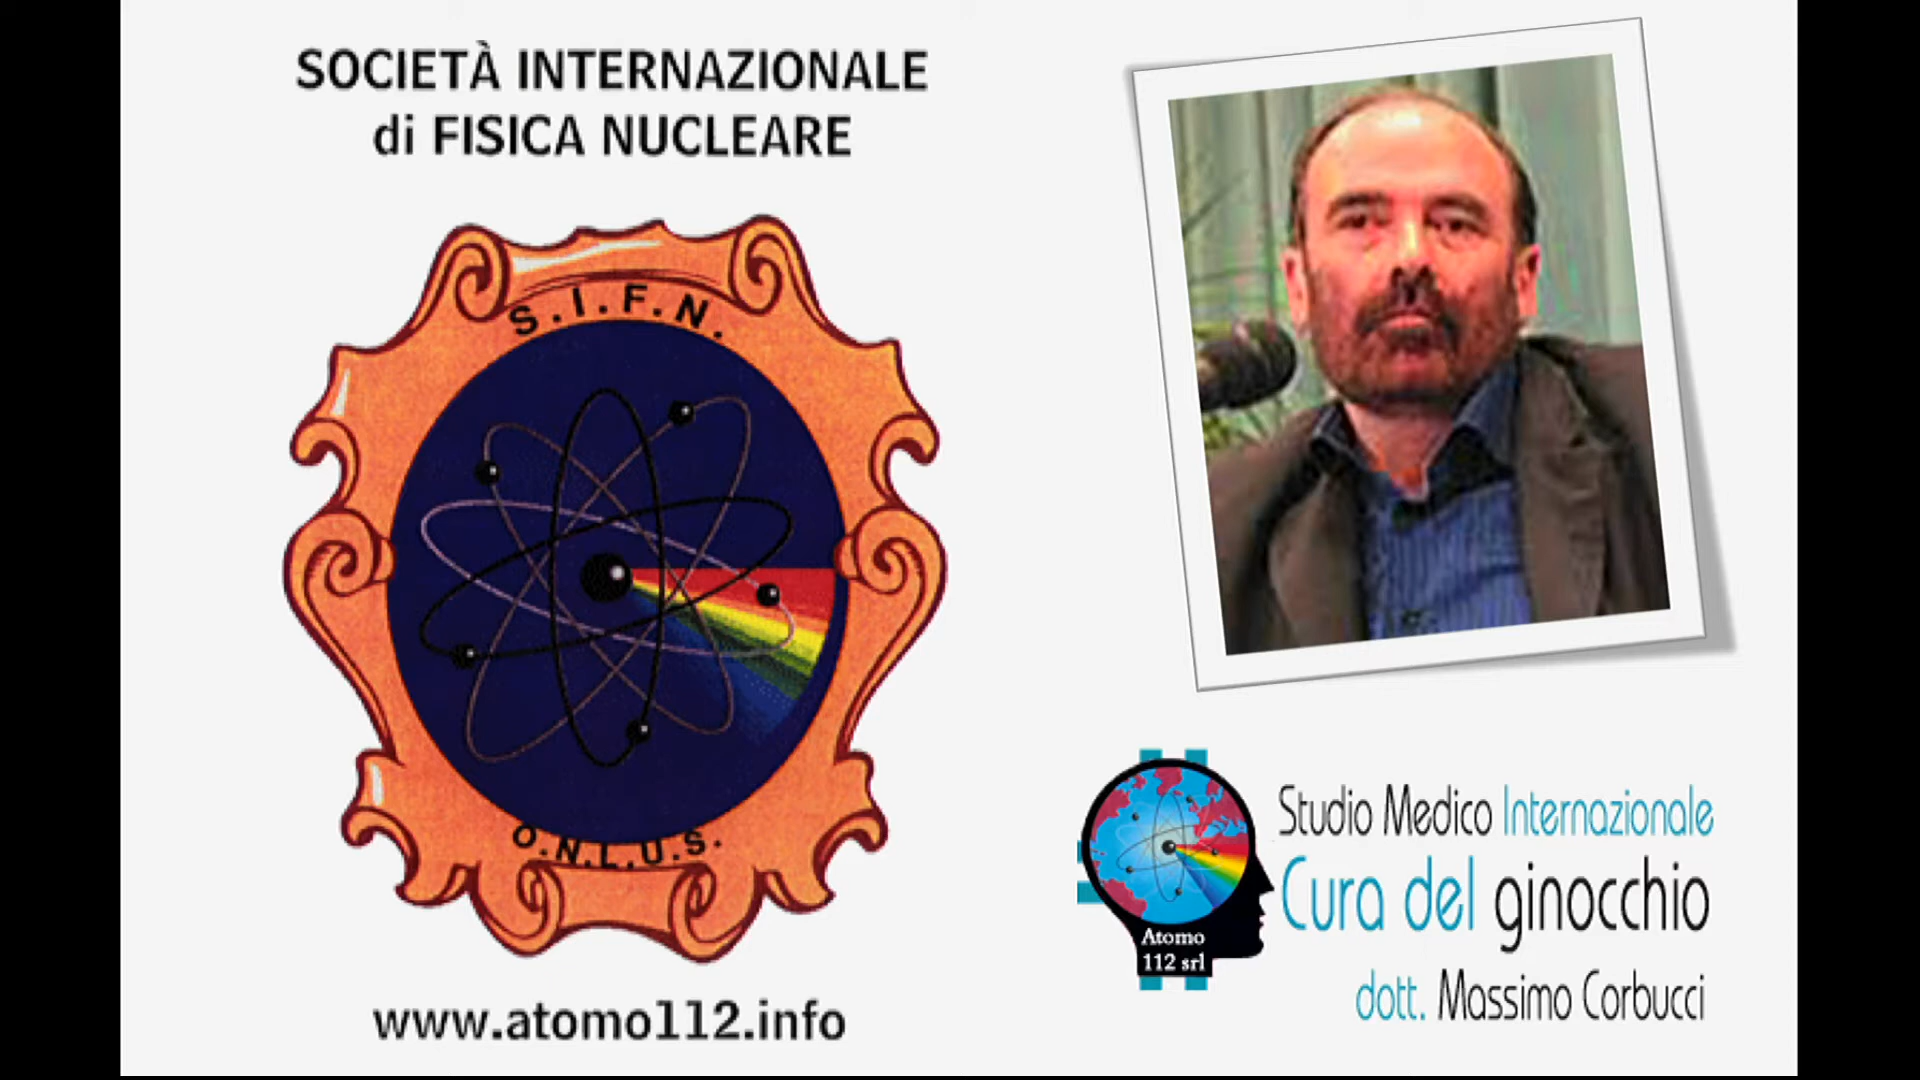 SOCIETÀ INTERNAZIONALE
di FISICA NUCLEARE
S.I.F.N.
O.N.L.U.S.
www.atomo112.info
Atomo
112 srl
Studio Medico Internazionale
Cura del ginocchio
dott. Massimo Corbucci